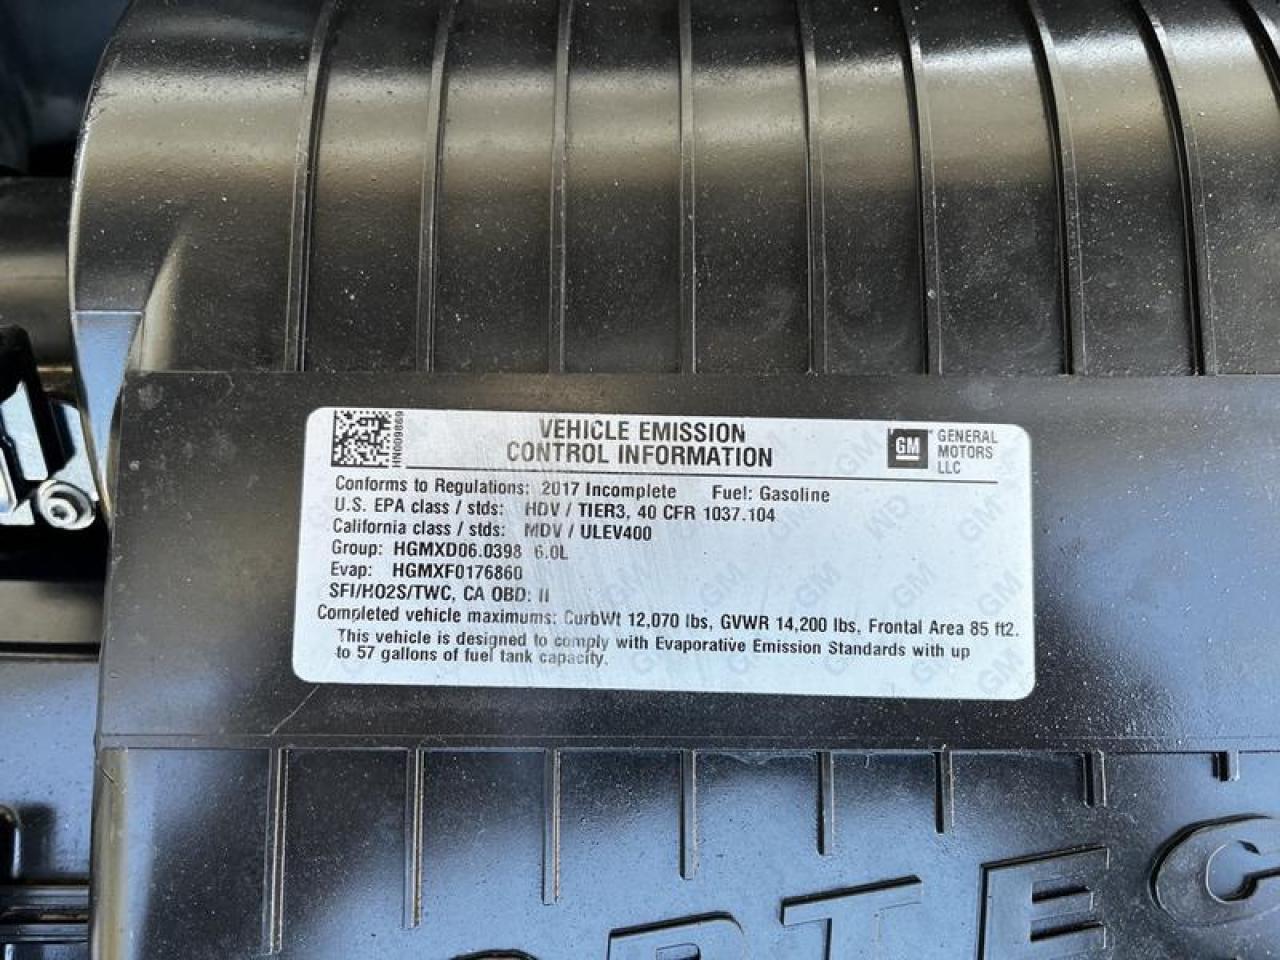 HN009869
VEHICLE EMISSION
CONTROL INFORMATION
GM
GENERAL
MOTORS
LLC
Conforms to Regulations: 2017 Incomplete Fuel: Gasoline
U.S. EPA class / stds: HDV / TIER3, 40 CFR 1037.104
California class / stds: MDV / ULEV400
Group: HGMXD06.0398 6.0L
Evap: HGMXF0176860
SFI/HO2S/TWC, CA OBD: II
Completed vehicle maximums: CurbWt 12,070 lbs, GVWR 14,200 lbs, Frontal Area 85 ft2.
This vehicle is designed to comply with Evaporative Emission Standards with up
to 57 gallons of fuel tank capacity.